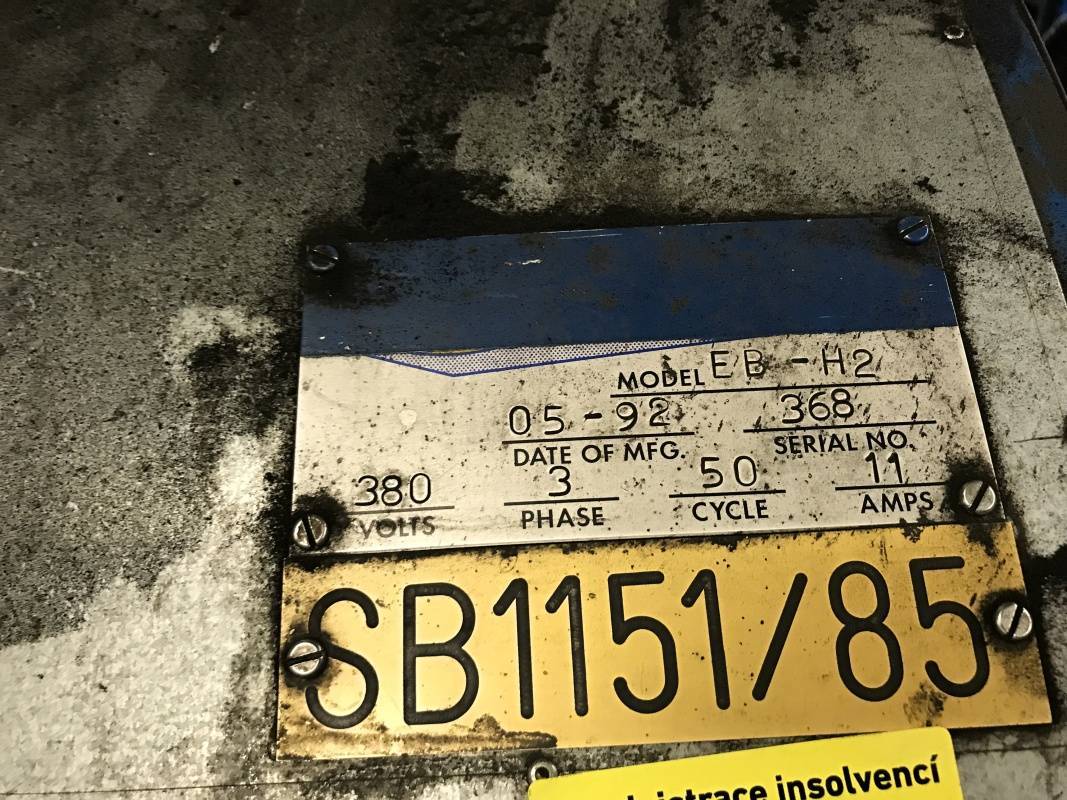 MODEL EB-H2
05-92 368
DATE OF MFG. SERIAL NO.
380 3 50 11
VOLTS PHASE CYCLE AMPS
SB1151/85
insolvencí